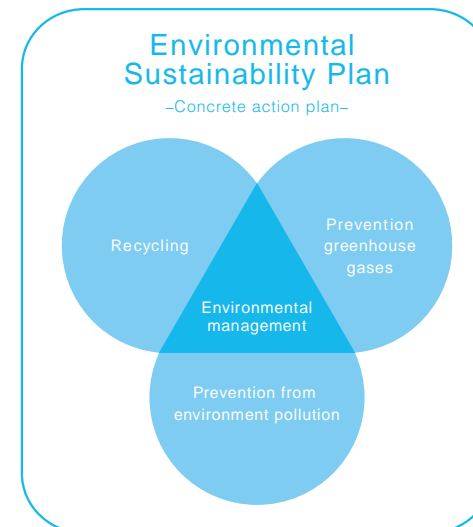 Environmental
Sustainability Plan
–Concrete action plan–
Recycling
Prevention
greenhouse
gases
Environmental
management
Prevention from
environment pollution